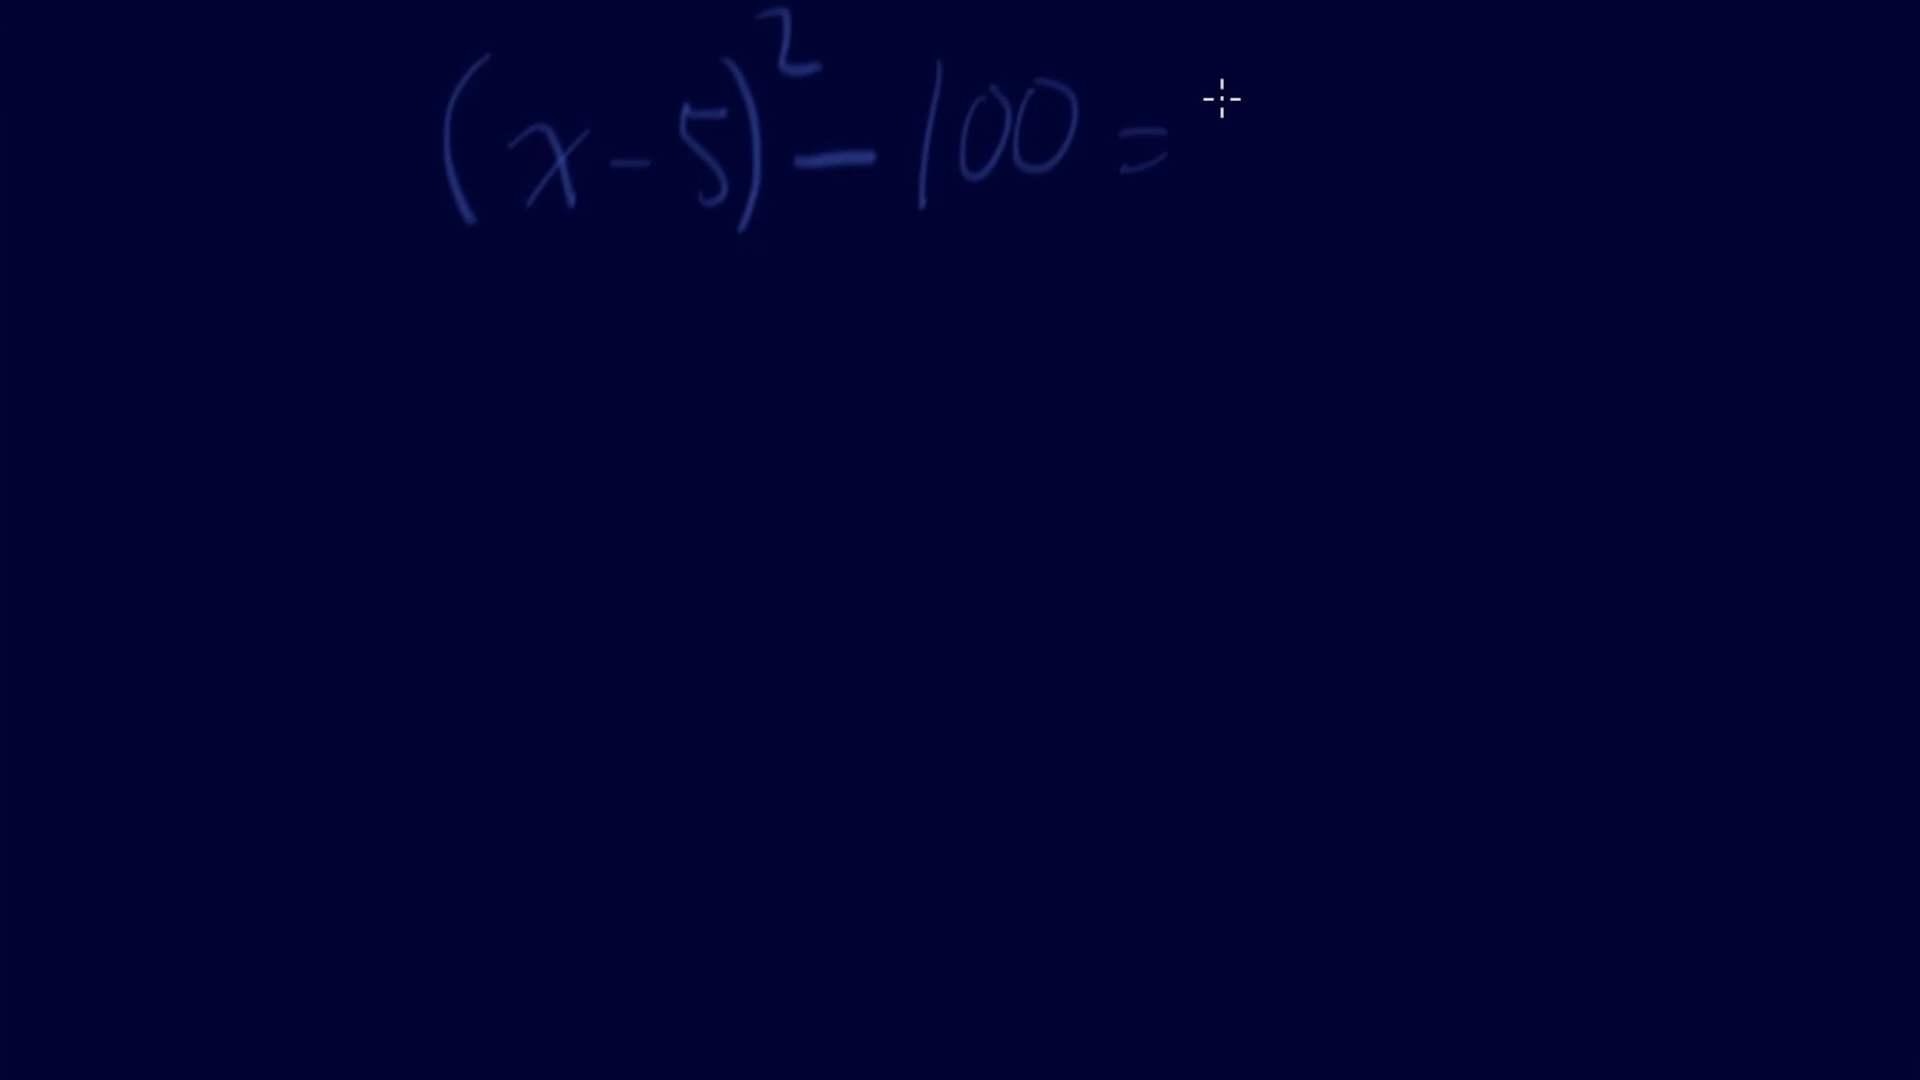 (x-5)² - 100 =